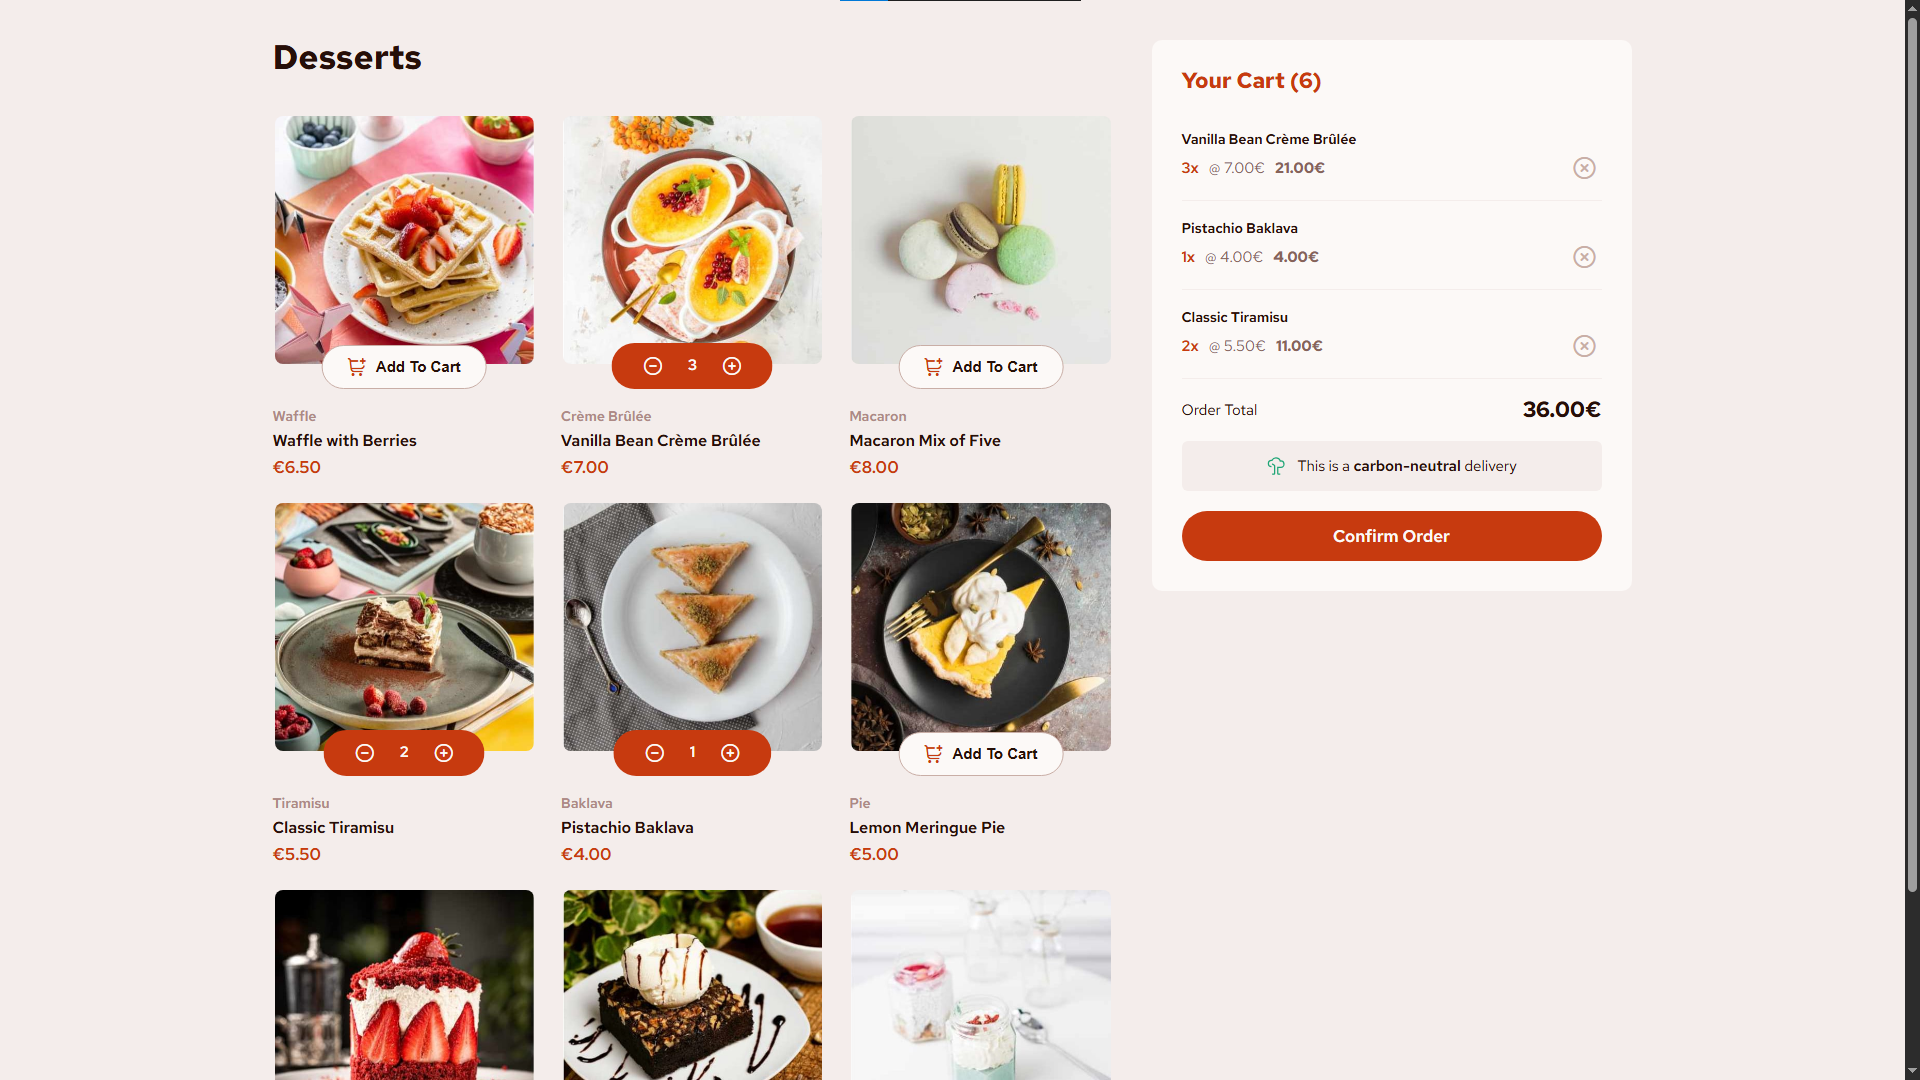 Desserts
Add To Cart
3
Add To Cart
Waffle
Waffle with Berries
€6.50
Crème Brûlée
Vanilla Bean Crème Brûlée
€7.00
Macaron
Macaron Mix of Five
€8.00
2
1
Add To Cart
Tiramisu
Classic Tiramisu
€5.50
Baklava
Pistachio Baklava
€4.00
Pie
Lemon Meringue Pie
€5.00
Your Cart (6)
Vanilla Bean Crème Brûlée
3x @ 7.00€ 21.00€
Pistachio Baklava
1x @ 4.00€ 4.00€
Classic Tiramisu
2x @ 5.50€ 11.00€
Order Total 36.00€
This is a carbon-neutral delivery
Confirm Order